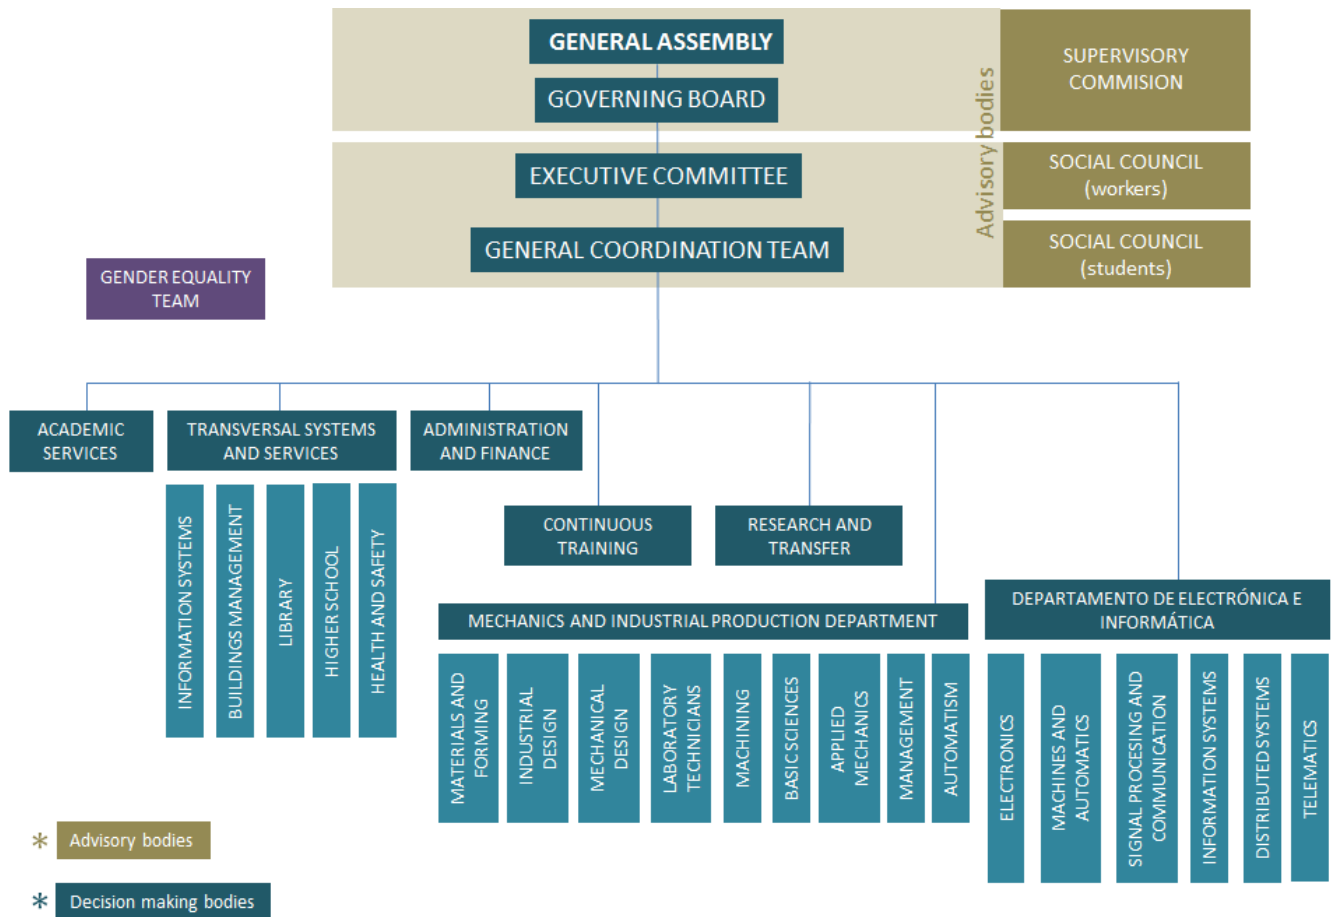 GENERAL ASSEMBLY
GOVERNING BOARD
SUPERVISORY
COMMISION
Advisory bodies
EXECUTIVE COMMITTEE
SOCIAL COUNCIL
(workers)
GENERAL COORDINATION TEAM
SOCIAL COUNCIL
(students)
GENDER EQUALITY
TEAM
ACADEMIC
SERVICES
TRANSVERSAL SYSTEMS
AND SERVICES
ADMINISTRATION
AND FINANCE
INFORMATION SYSTEMS
BUILDINGS MANAGEMENT
LIBRARY
HIGHER SCHOOL
HEALTH AND SAFETY
CONTINUOUS
TRAINING
RESEARCH AND
TRANSFER
MECHANICS AND INDUSTRIAL PRODUCTION DEPARTMENT
DEPARTAMENTO DE ELECTRÓNICA E
INFORMÁTICA
MATERIALS AND
FORMING
INDUSTRIAL
DESIGN
MECHANICAL
DESIGN
LABORATORY
TECHNICIANS
MACHINING
BASIC SCIENCES
APPLIED
MECHANICS
MANAGEMENT
AUTOMATISM
ELECTRONICS
MACHINES AND
AUTOMATICS
SIGNAL PROCESING AND
COMMUNICATION
INFORMATION SYSTEMS
DISTRIBUTED SYSTEMS
TELEMATICS
* Advisory bodies
* Decision making bodies